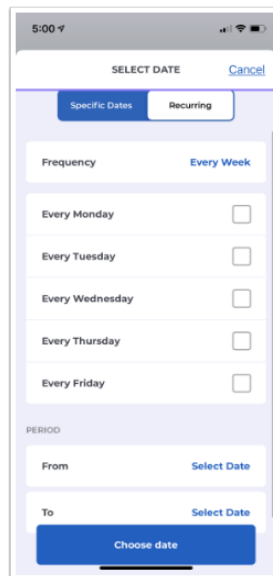 5:00
SELECT DATE Cancel
Specific Dates Recurring
Frequency Every Week
Every Monday
Every Tuesday
Every Wednesday
Every Thursday
Every Friday
PERIOD
From Select Date
To Select Date
Choose date